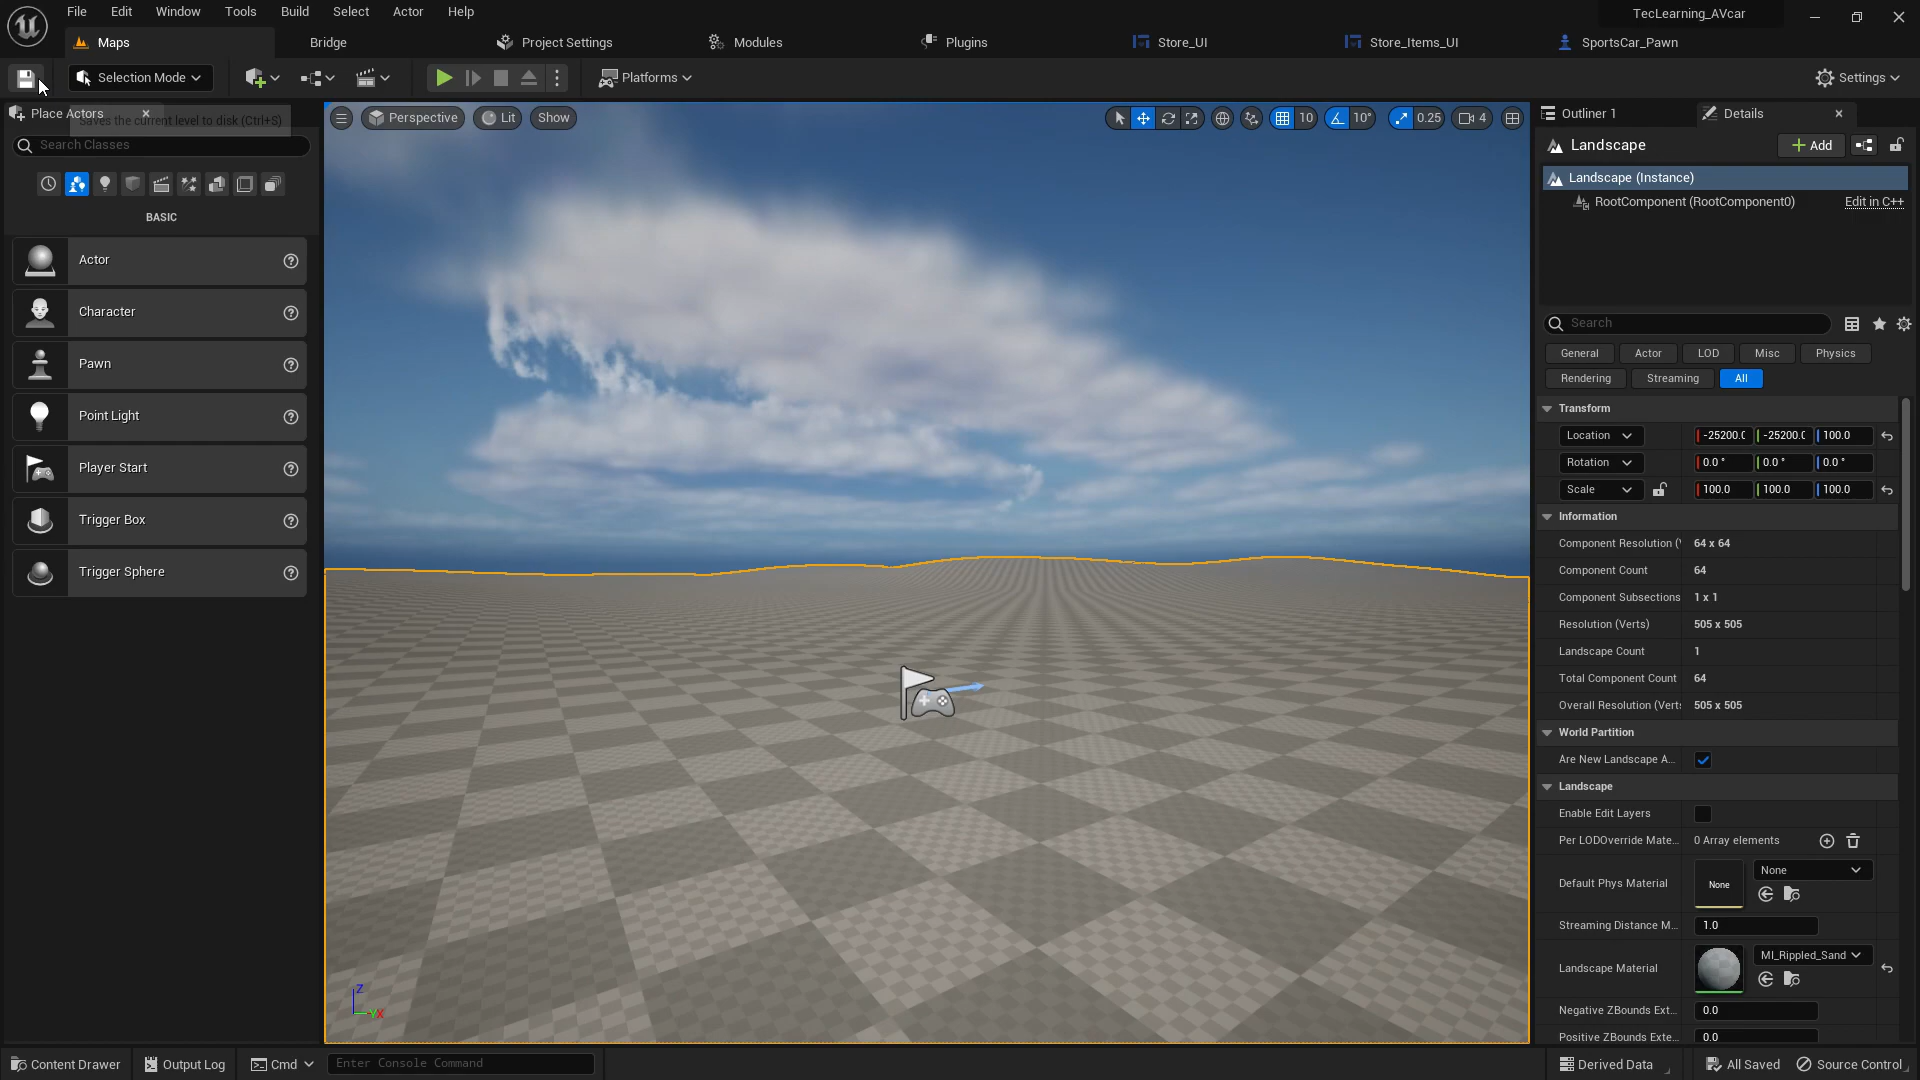 File Edit Window Tools Build Select Actor Help
TecLearning_AVcar
Maps
Bridge
Project Settings
Modules
Plugins
Store_UI
Store_Items_UI
SportsCar_Pawn
Selection Mode
Platforms
Settings
Place Actors
Saves the current level to disk (Ctrl+S)
Search Classes
BASIC
Actor
Character
Pawn
Point Light
Player Start
Trigger Box
Trigger Sphere
Perspective
Lit
Show
10
10°
0.25
4
Z
Y X
Outliner 1
Details
Landscape
Add
Landscape (Instance)
RootComponent (RootComponent0)
Edit in C++
Search
General Actor LOD Misc Physics
Rendering Streaming All
Transform
Location -25200.0 -25200.0 100.0
Rotation 0.0 ° 0.0 ° 0.0 °
Scale 100.0 100.0 100.0
Information
Component Resolution (V 64 x 64
Component Count 64
Component Subsections 1 x 1
Resolution (Verts) 505 x 505
Landscape Count 1
Total Component Count 64
Overall Resolution (Verts 505 x 505
World Partition
Are New Landscape A...
Landscape
Enable Edit Layers
Per LODOverride Mate... 0 Array elements
None
Default Phys Material None
Streaming Distance M... 1.0
MI_Rippled_Sand
Landscape Material
Negative ZBounds Ext... 0.0
Positive ZBounds Exte... 0.0
Content Drawer
Output Log
Cmd
Enter Console Command
Derived Data
All Saved
Source Control